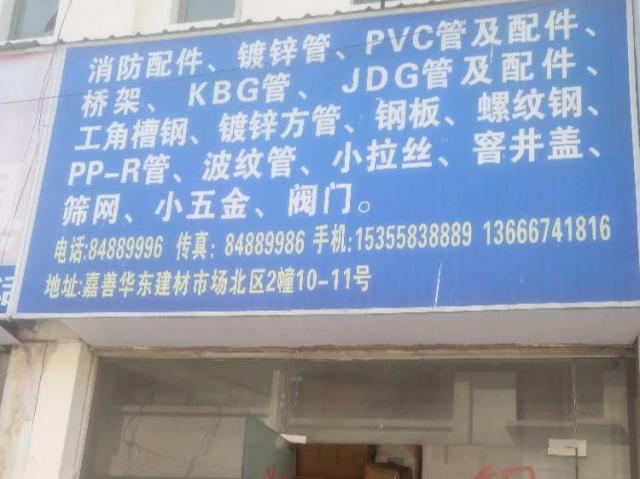 消防配件、镀锌管、PVC管及配件、
桥架、KBG管、JDG管及配件、
工角槽钢、镀锌方管、钢板、螺纹钢、
PP-R管、波纹管、小拉丝、窨井盖、
筛网、小五金、阀门。
电话:84889996 传真:84889986 手机:15355838889 13666741816
地址:嘉善华东建材市场北区2幢10-11号